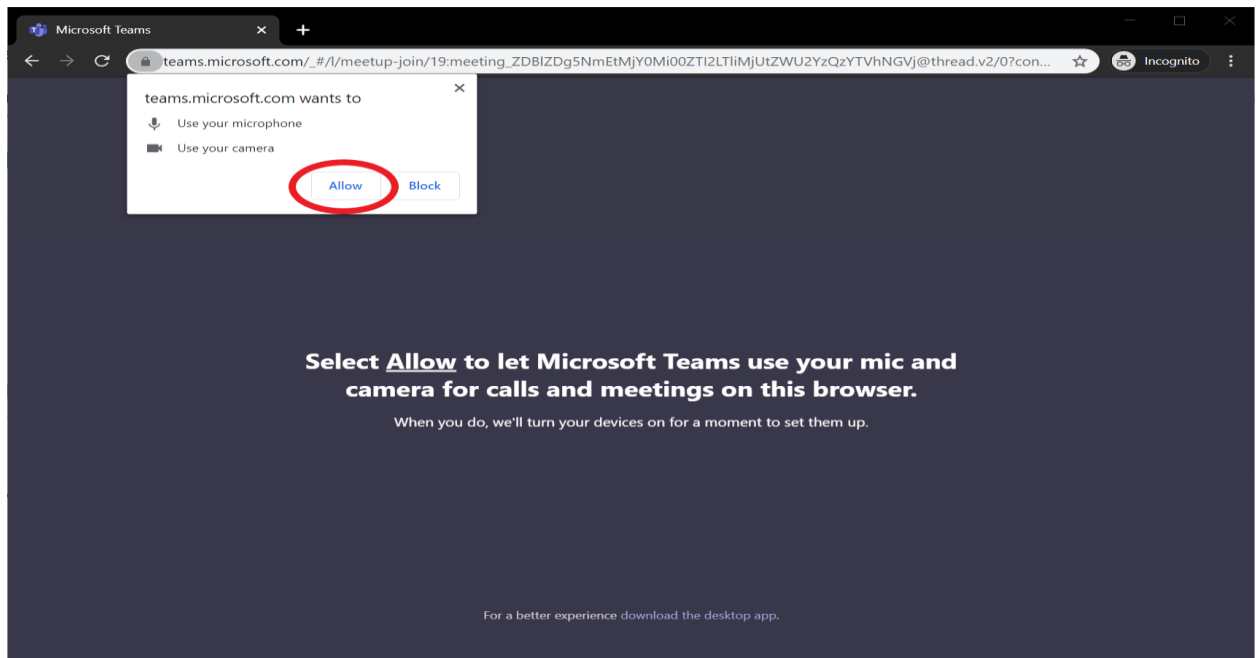 Microsoft Teams
teams.microsoft.com/_#/l/meetup-join/19:meeting_ZDBlZDg5NmEtMjY0Mi00ZTI2LTliMjUtZWU2YzQzYTVhNGVj@thread.v2/0?con... Incognito
teams.microsoft.com wants to
Use your microphone
Use your camera
Allow Block
Select Allow to let Microsoft Teams use your mic and
camera for calls and meetings on this browser.
When you do, we'll turn your devices on for a moment to set them up.
For a better experience download the desktop app.